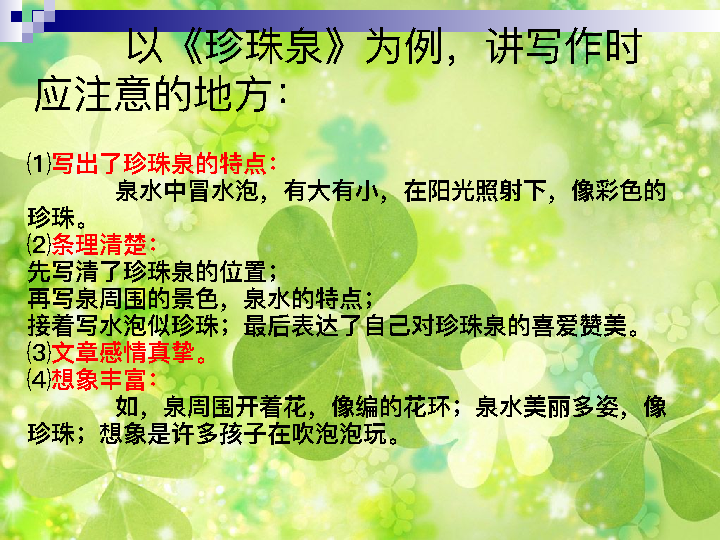 以《珍珠泉》为例，讲写作时
应注意的地方：
⑴写出了珍珠泉的特点：
泉水中冒水泡，有大有小，在阳光照射下，像彩色的
珍珠。
⑵条理清楚：
先写清了珍珠泉的位置；
再写泉周围的景色，泉水的特点；
接着写水泡似珍珠；最后表达了自己对珍珠泉的喜爱赞美。
⑶文章感情真挚。
⑷想象丰富：
如，泉周围开着花，像编的花环；泉水美丽多姿，像
珍珠；想象是许多孩子在吹泡泡玩。